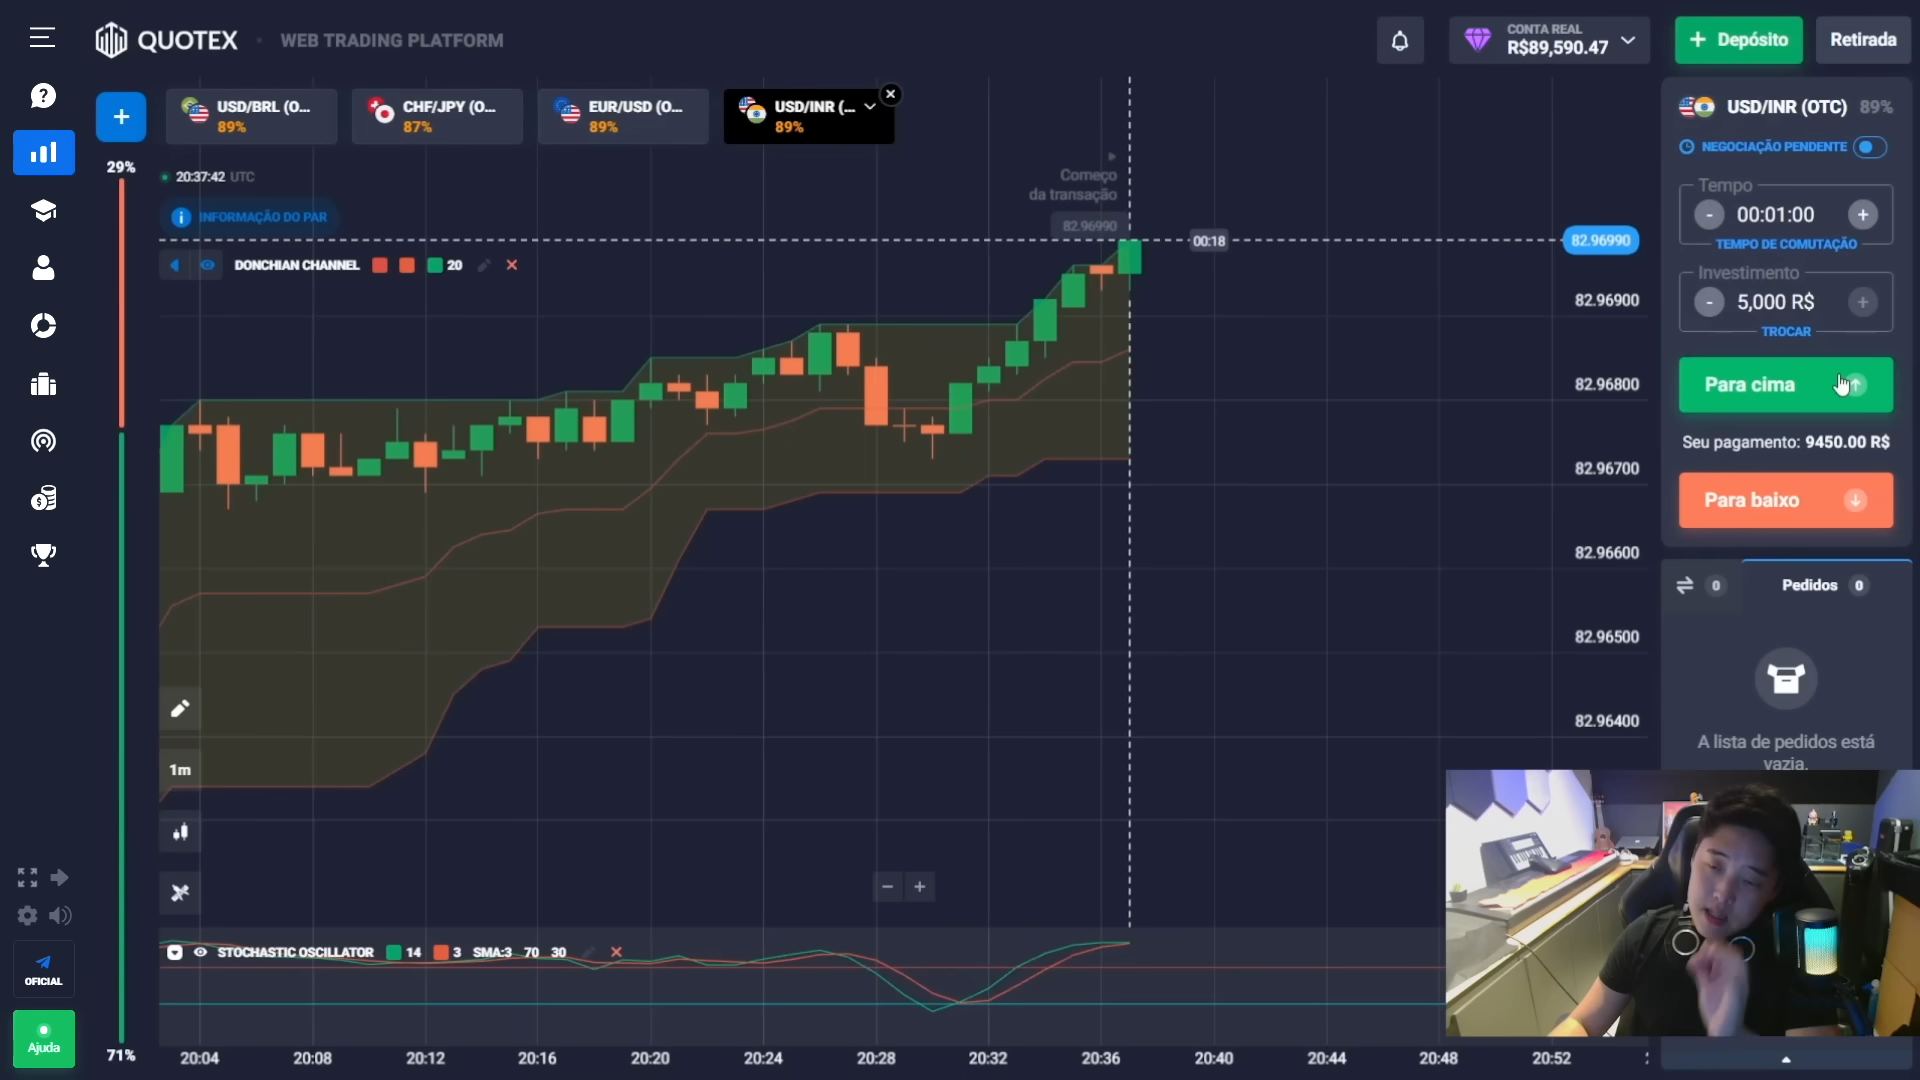 QUOTEX
WEB TRADING PLATFORM
CONTA REAL
R$89,590.47
+ Depósito
Retirada
+
USD/BRL (O...
89%
CHF/JPY (O...
87%
EUR/USD (O...
89%
USD/INR (...
89%
29%
20:37:42 UTC
INFORMAÇÃO DO PAR
Começo
da transação
82.96990
00:18
82.96990
DONCHIAN CHANNEL 20
82.96900
82.96800
82.96700
82.96600
82.96500
82.96400
1m
STOCHASTIC OSCILLATOR 14 3 SMA:3 70 30
OFICIAL
Ajuda
71%
20:04 20:08 20:12 20:16 20:20 20:24 20:28 20:32 20:36 20:40 20:44 20:48 20:52
USD/INR (OTC) 89%
NEGOCIAÇÃO PENDENTE
Tempo
- 00:01:00 +
TEMPO DE COMUTAÇÃO
Investimento
- 5,000 R$ +
TROCAR
Para cima
Seu pagamento: 9450.00 R$
Para baixo
0
Pedidos 0
A lista de pedidos está
vazia.